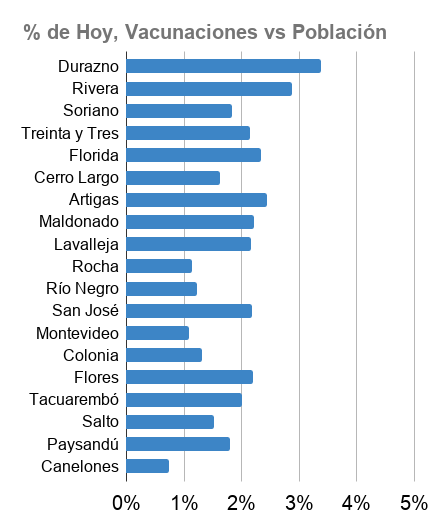 % de Hoy, Vacunaciones vs Población
Durazno
Rivera
Soriano
Treinta y Tres
Florida
Cerro Largo
Artigas
Maldonado
Lavalleja
Rocha
Río Negro
San José
Montevideo
Colonia
Flores
Tacuarembó
Salto
Paysandú
Canelones
0% 1% 2% 3% 4% 5%